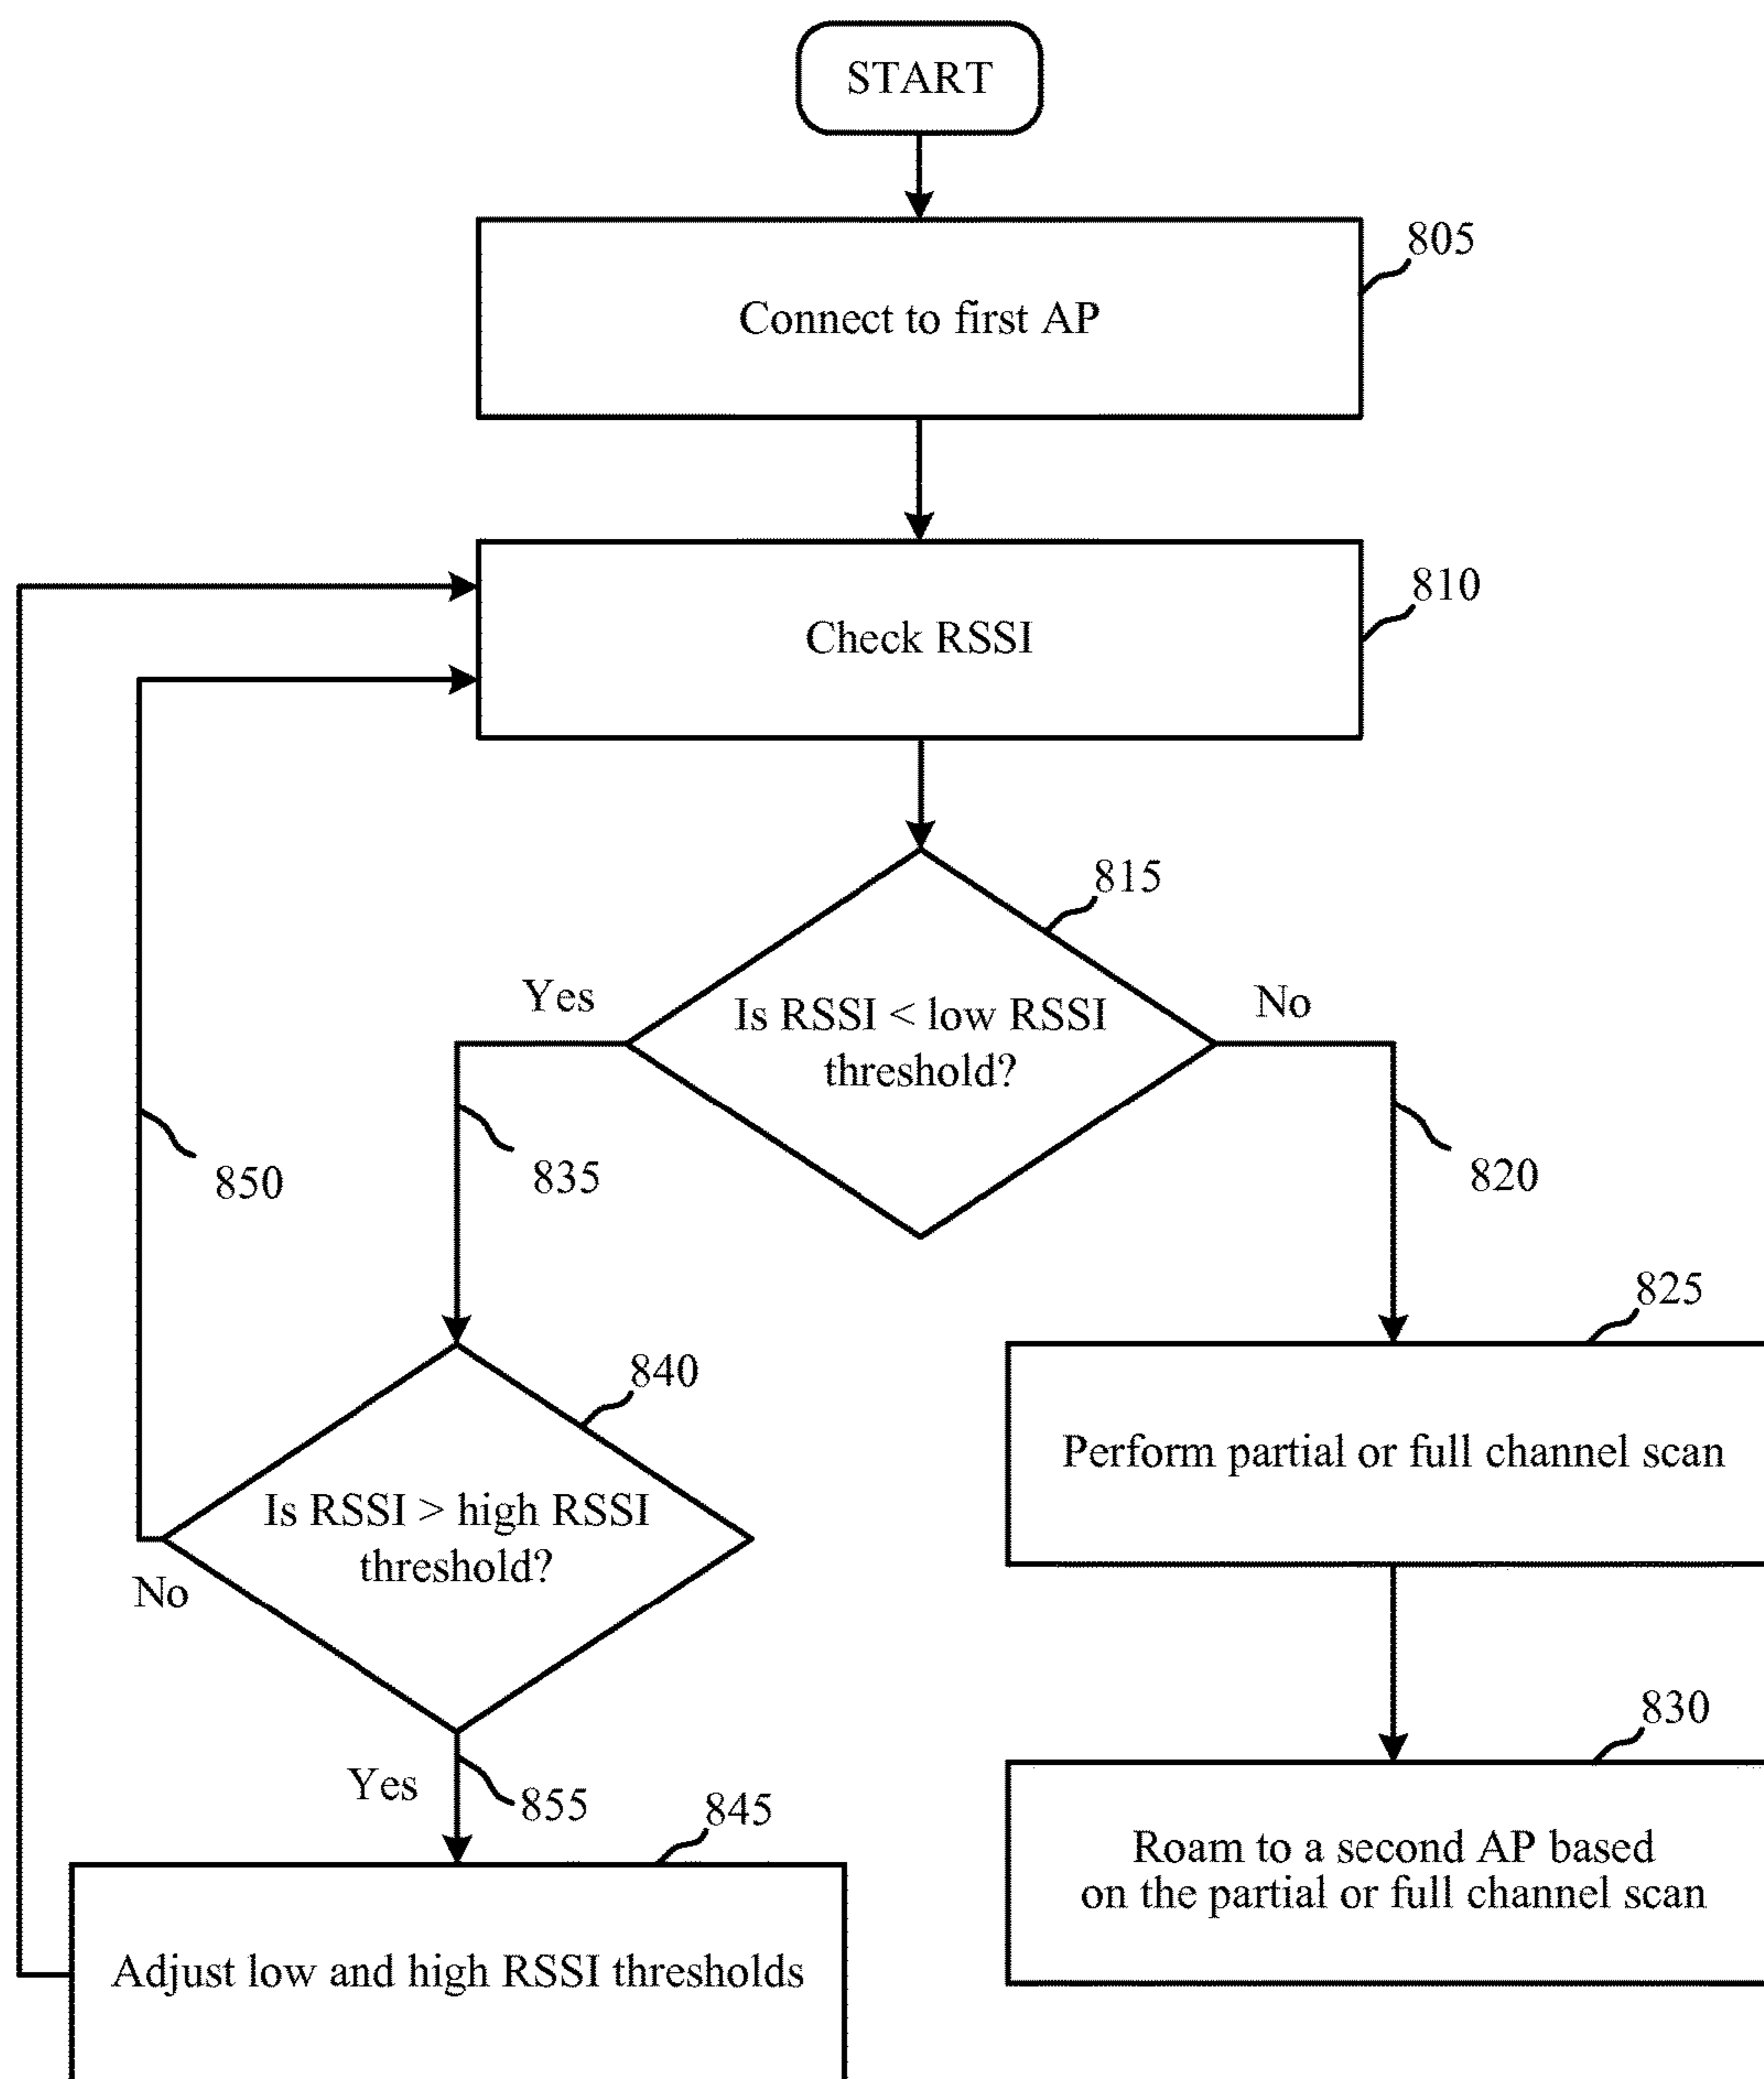 START
805
Connect to first AP
810
Check RSSI
815
Yes
Is RSSI < low RSSI
threshold?
No
850
835
820
825
840
Perform partial or full channel scan
Is RSSI > high RSSI
threshold?
No
830
Yes
855
845
Roam to a second AP based
on the partial or full channel scan
Adjust low and high RSSI thresholds